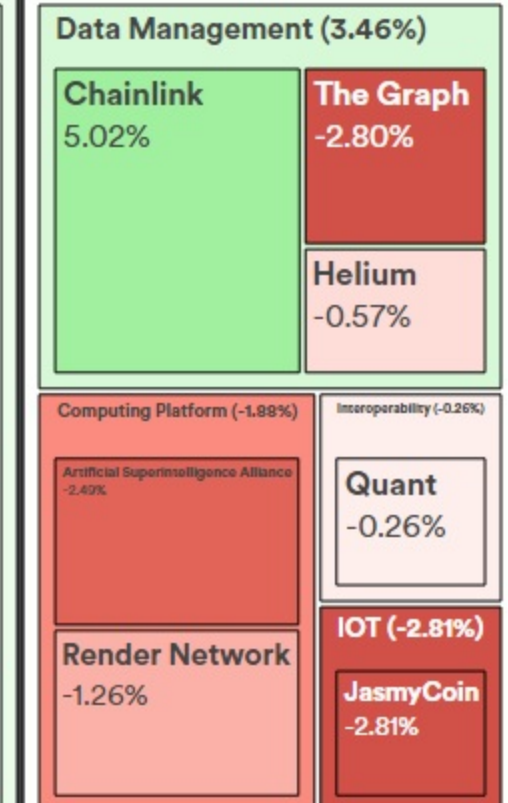 Data Management (3.46%)
Chainlink
5.02%
The Graph
-2.80%
Helium
-0.57%
Computing Platform (-1.88%)
Artificial Superintelligence Alliance
-2.49%
Render Network
-1.26%
Interoperability (-0.26%)
Quant
-0.26%
IOT (-2.81%)
JasmyCoin
-2.81%